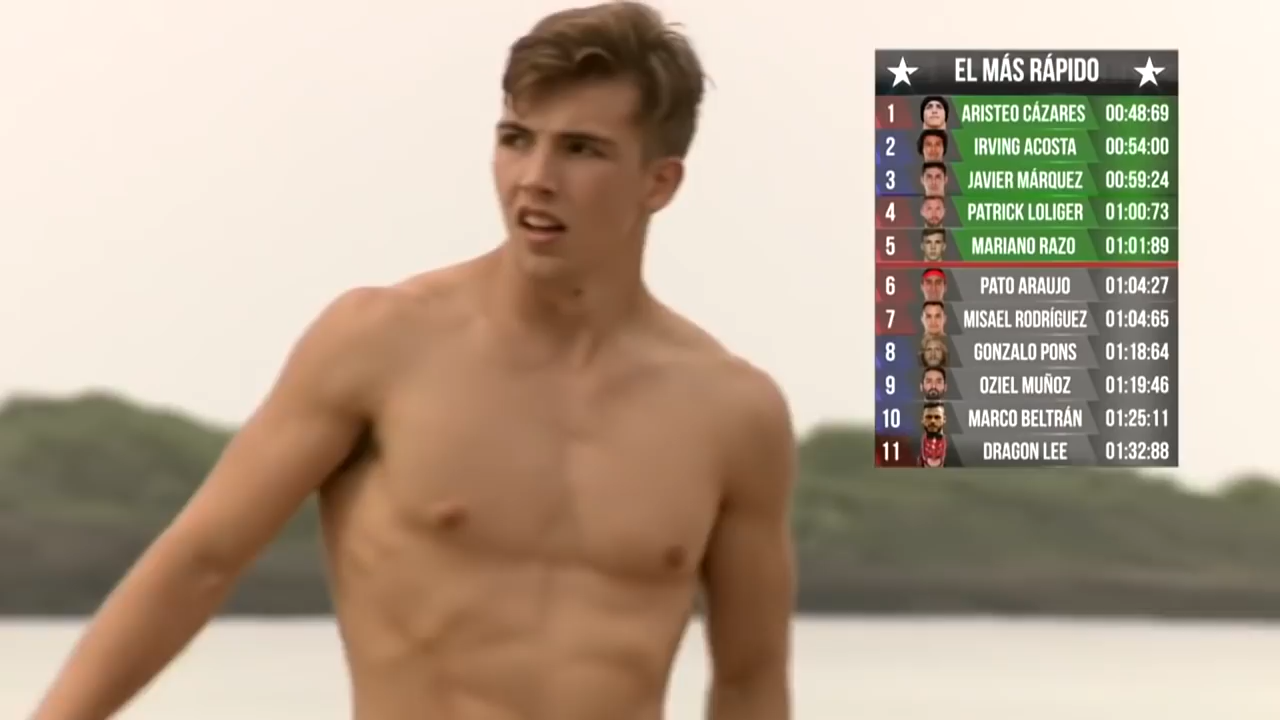 EL MÁS RÁPIDO
1 ARISTEO CÁZARES 00:48:69
2 IRVING ACOSTA 00:54:00
3 JAVIER MÁRQUEZ 00:59:24
4 PATRICK LOLIGER 01:00:73
5 MARIANO RAZO 01:01:89
6 PATO ARAUJO 01:04:27
7 MISAEL RODRÍGUEZ 01:04:65
8 GONZALO PONS 01:18:64
9 OZIEL MUÑOZ 01:19:46
10 MARCO BELTRÁN 01:25:11
11 DRAGON LEE 01:32:88